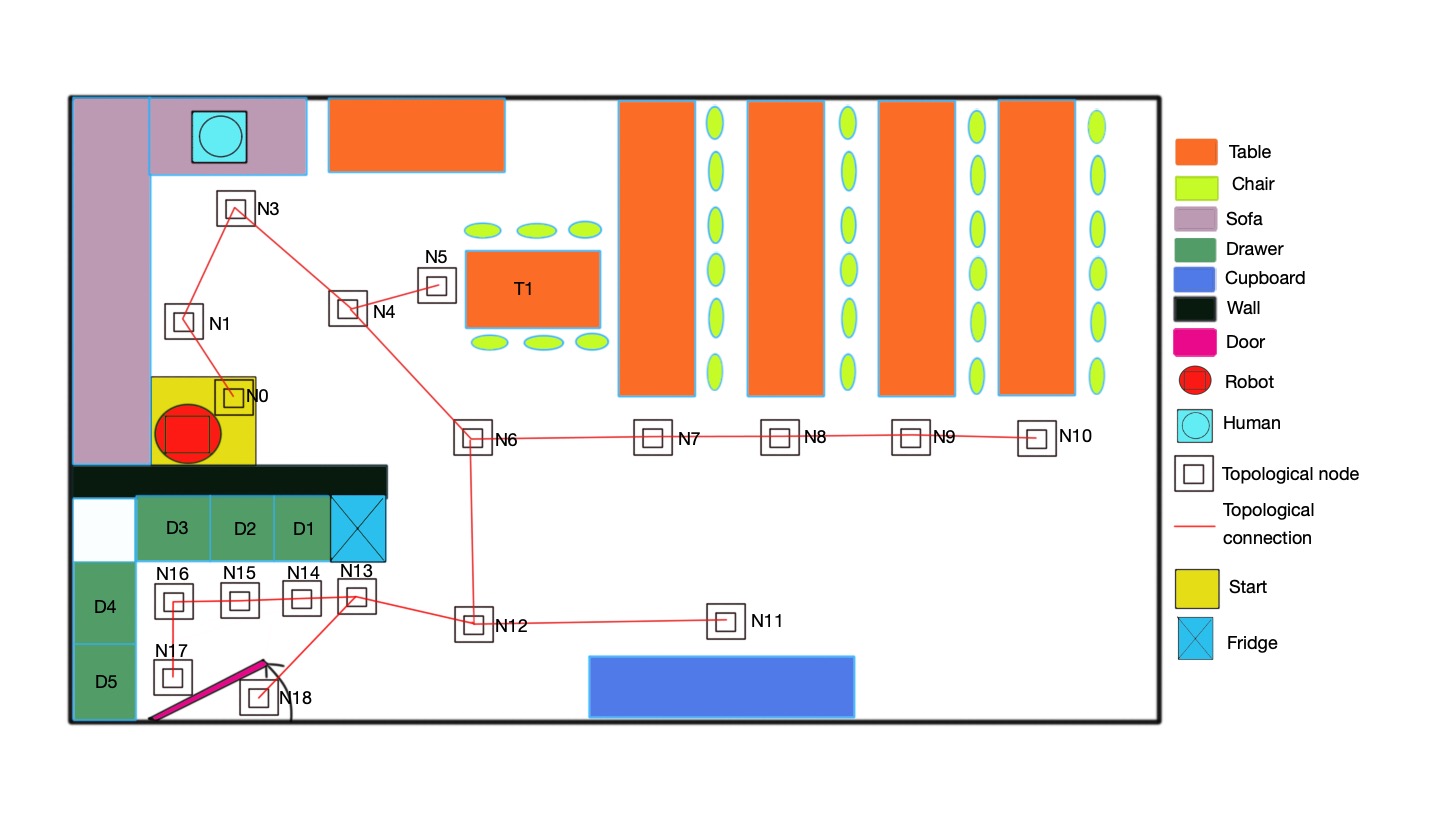 N3
N5
T1
N4
N1
N0
N6
N7
N8
N9
N10
D3
D2
D1
D4
N16
N15
N14
N13
N12
N11
N17
D5
N18
Table
Chair
Sofa
Drawer
Cupboard
Wall
Door
Robot
Human
Topological node
Topological
connection
Start
Fridge